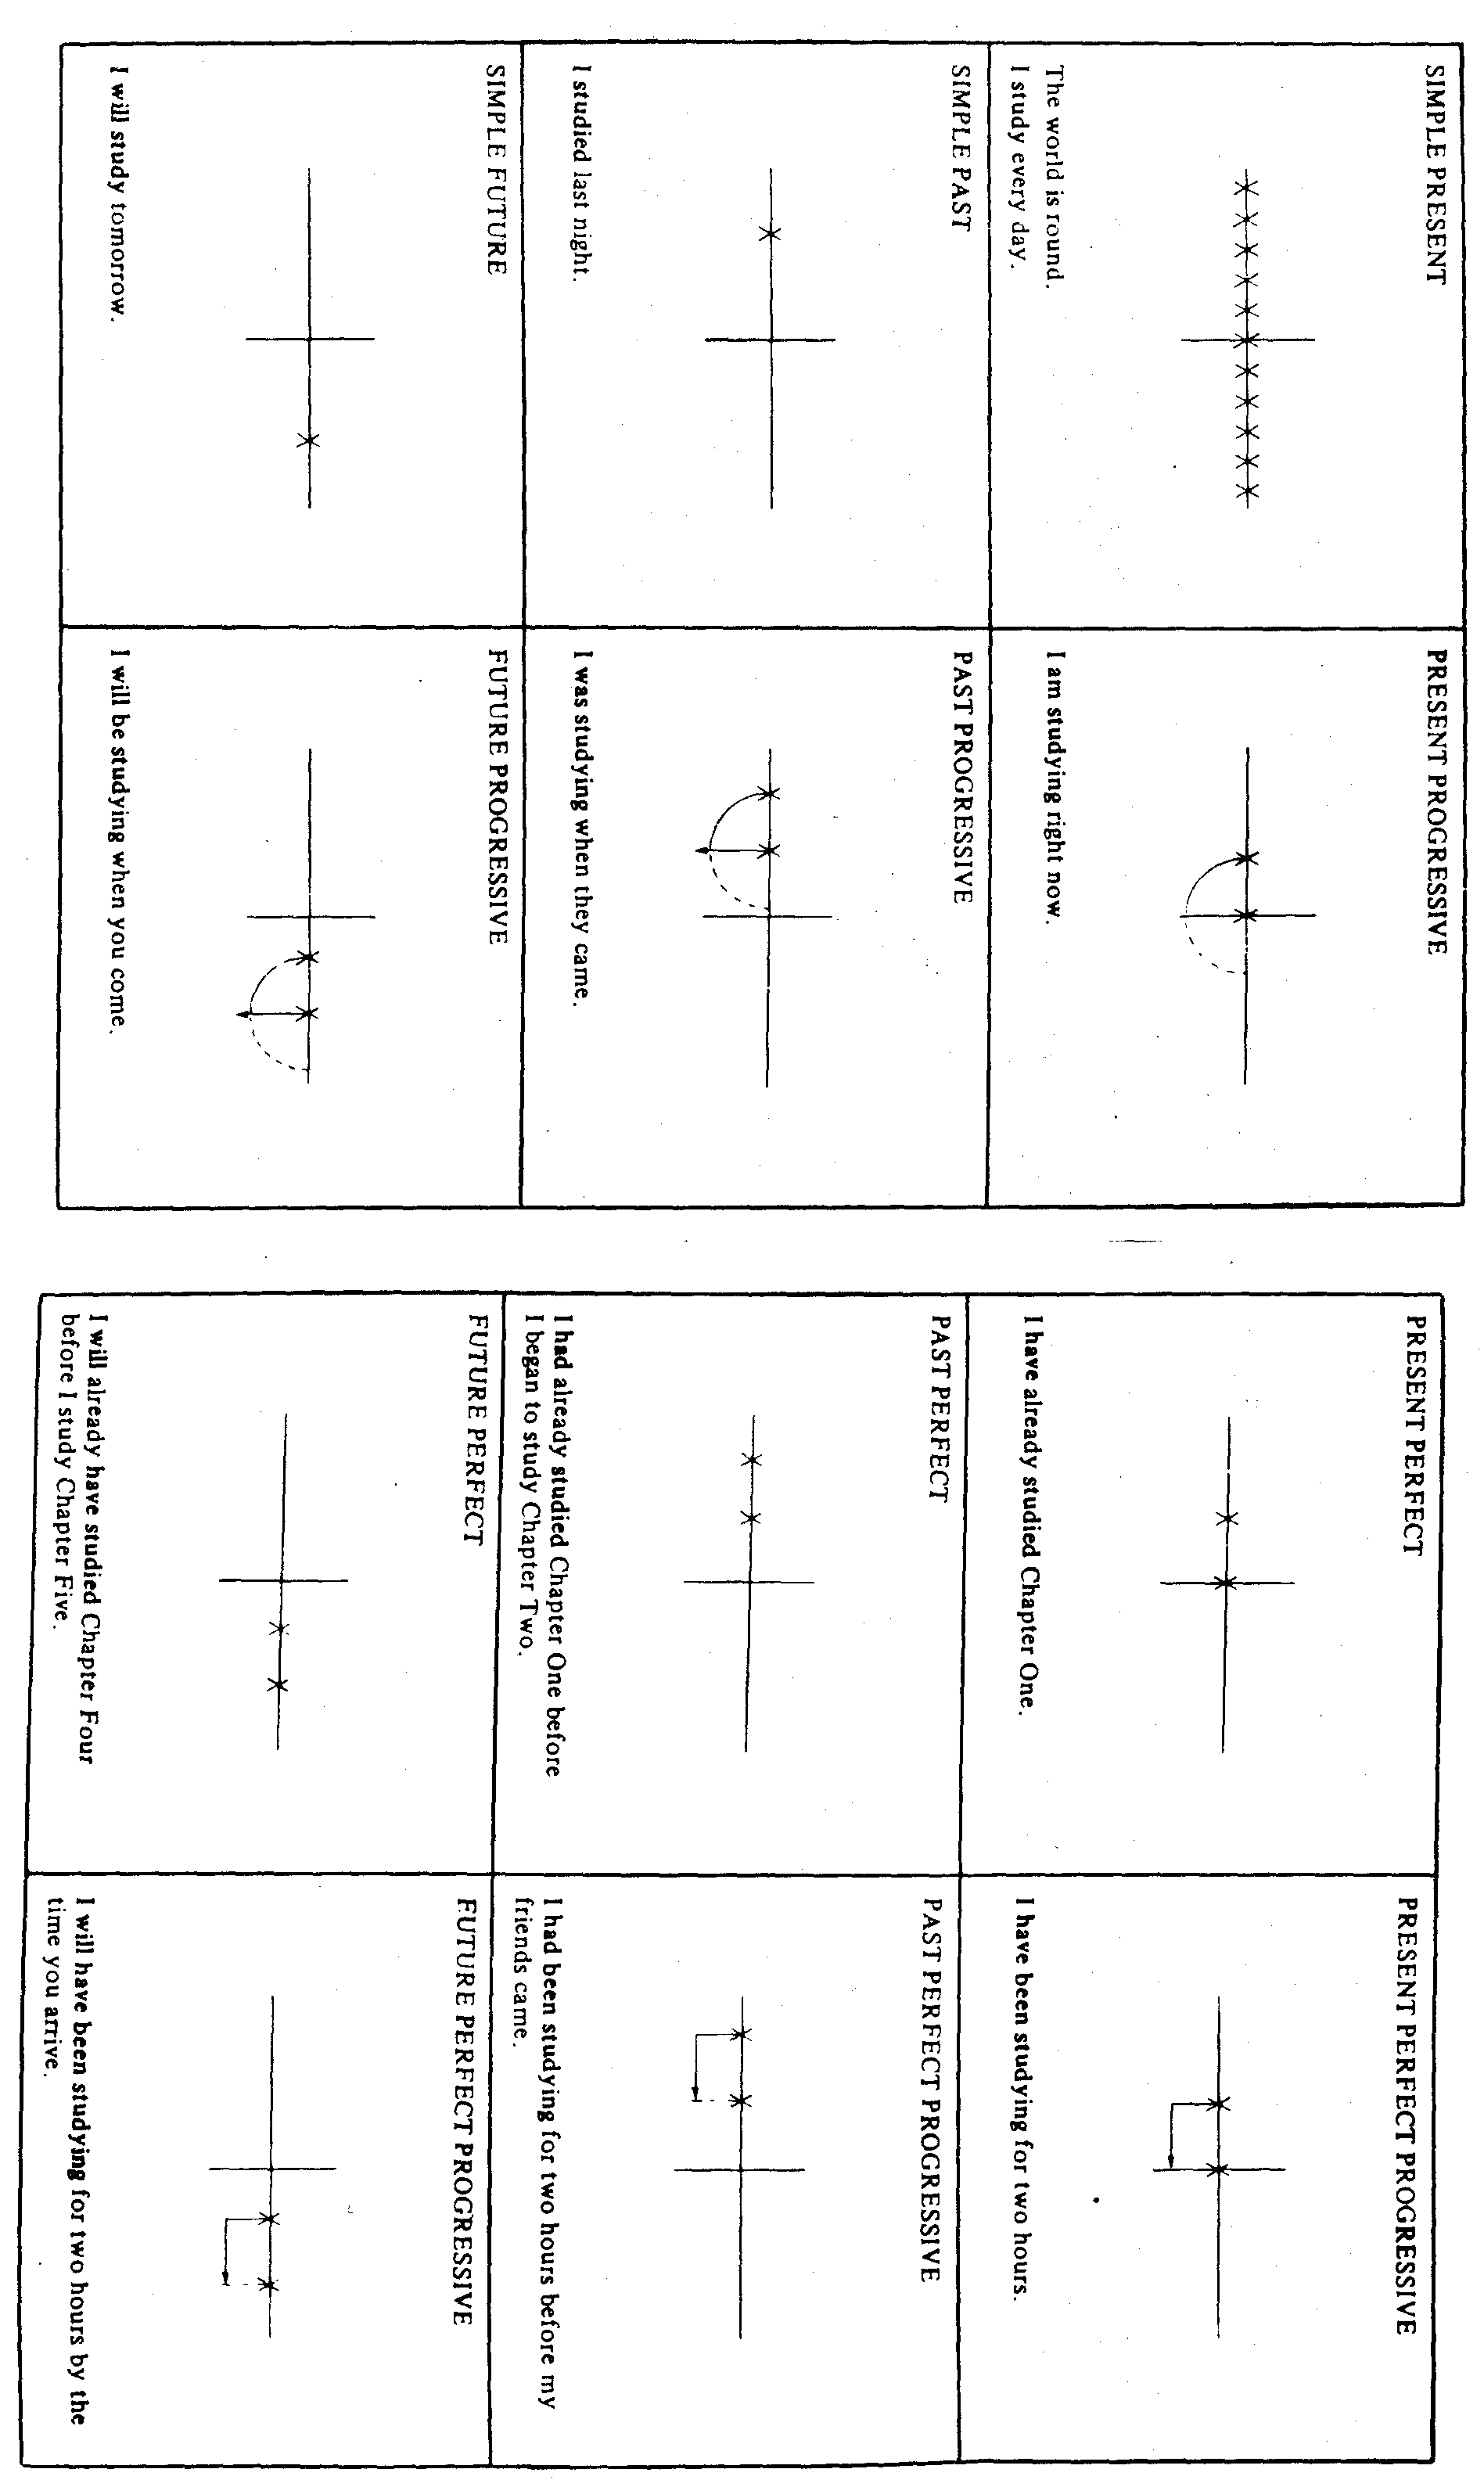 SIMPLE PRESENT
The world is round.
I study every day.
PRESENT PROGRESSIVE
I am studying right now.
SIMPLE PAST
I studied last night.
PAST PROGRESSIVE
I was studying when they came.
SIMPLE FUTURE
I will study tomorrow.
FUTURE PROGRESSIVE
I will be studying when you come.
PRESENT PERFECT
I have already studied Chapter One.
PRESENT PERFECT PROGRESSIVE
I have been studying for two hours.
PAST PERFECT
I had already studied Chapter One before
I began to study Chapter Two.
PAST PERFECT PROGRESSIVE
I had been studying for two hours before my
friends came.
FUTURE PERFECT
I will already have studied Chapter Four
before I study Chapter Five.
FUTURE PERFECT PROGRESSIVE
I will have been studying for two hours by the
time you arrive.